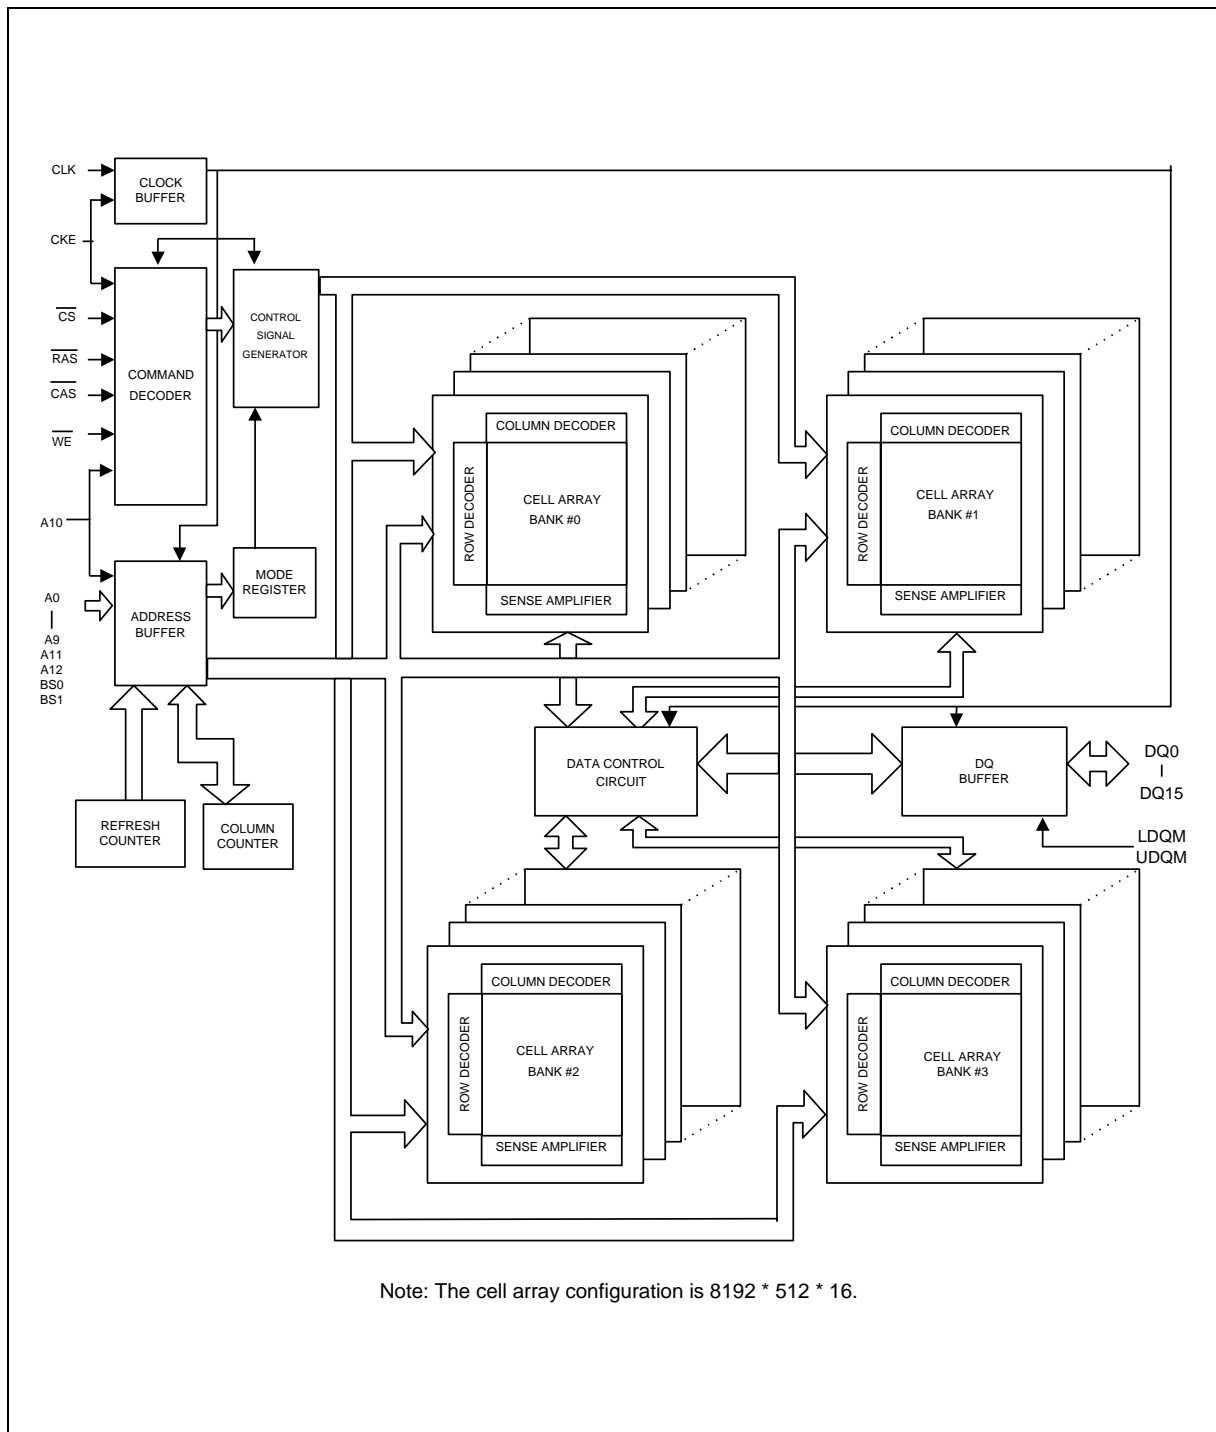 CLK
CKE
CS
RAS
CAS
WE
A10
A0
A9
A11
A12
BS0
BS1
CLOCK
BUFFER
COMMAND
DECODER
CONTROL
SIGNAL
GENERATOR
ADDRESS
BUFFER
MODE
REGISTER
REFRESH
COUNTER
COLUMN
COUNTER
COLUMN DECODER
ROW DECODER
CELL ARRAY
BANK #0
SENSE AMPLIFIER
COLUMN DECODER
ROW DECODER
CELL ARRAY
BANK #1
SENSE AMPLIFIER
DATA CONTROL
CIRCUIT
DQ
BUFFER
DQ0
DQ15
LDQM
UDQM
COLUMN DECODER
ROW DECODER
CELL ARRAY
BANK #2
SENSE AMPLIFIER
COLUMN DECODER
ROW DECODER
CELL ARRAY
BANK #3
SENSE AMPLIFIER
Note: The cell array configuration is 8192 * 512 * 16.